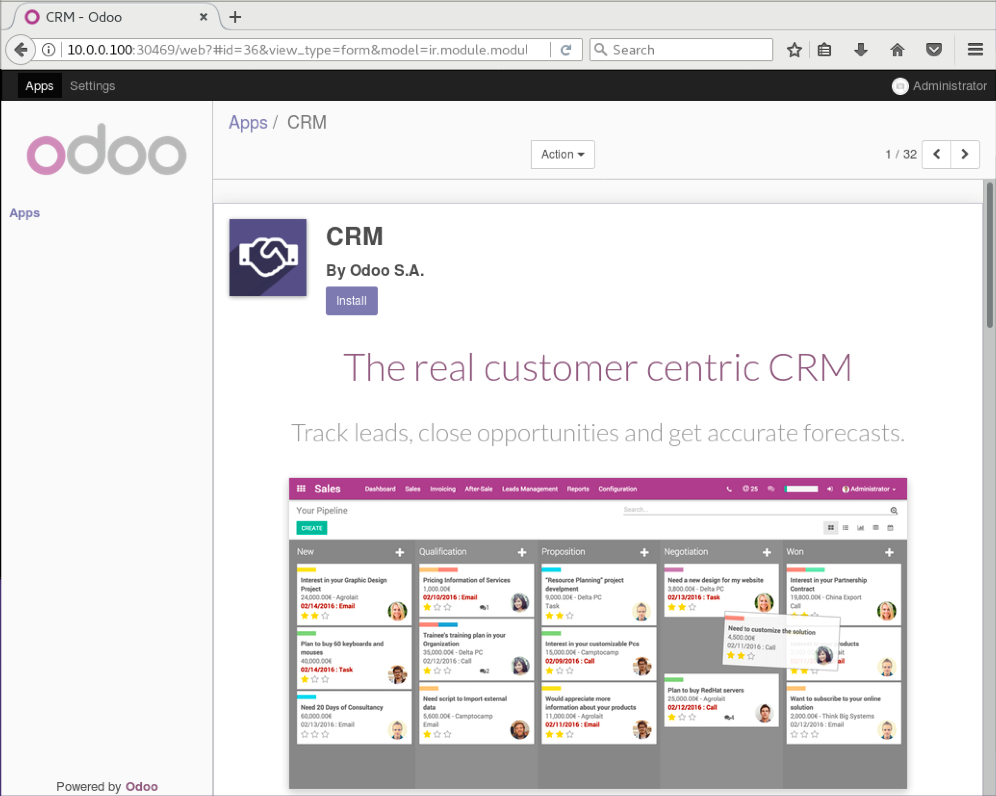 CRM - Odoo
10.0.0.100:30469/web?#id=36&view_type=form&model=ir.module.modul
Search
Apps Settings Administrator
odoo
Apps / CRM
Action 1 / 32
Apps
CRM
By Odoo S.A.
Install
The real customer centric CRM
Track leads, close opportunities and get accurate forecasts.
Sales Dashboard Sales Invoicing After-Sale Leads Management Reports Configuration 25 Administrator
Your Pipeline Search...
CREATE
New + Qualification + Proposition + Negotiation + Won +
Interest in your Graphic Design
Project
24,000.00€ - Agrolait
02/14/2016 : Email
Plan to buy 60 keyboards and
mouses
40,000.00€
02/14/2016 : Task
Need 20 Days of Consultancy
60,000.00€
02/13/2016 : Email
Pricing Information of Services
1,000.00€
02/10/2016 : Email
1
Trainee's training plan in your
Organization
35,000.00€ - Delta PC
02/12/2016 : Call
2
Need script to Import external
data
5,600.00€ - Camptocamp
Email
"Resource Planning" project
develpment
9,000.00€ - Delta PC
Task
Interest in your customizable Pcs
15,000.00€ - Camptocamp
02/09/2016 : Call
Would appreciate more
information about your products
11,000.00€ - Agrolait
02/11/2016 : Email
Need a new design for my website
3,800.00€ - Delta PC
02/13/2016 : Task
Need to customize the solution
4,500.00€
02/11/2016 : Call
Plan to buy RedHat servers
25,000.00€ - Agrolait
02/12/2016 : Call
4
Interest in your Partnership
Contract
19,800.00€ - China Export
Call
products
Call
Want to subscribe to your online
solution
2,000.00€ - Think Big Systems
02/12/2016 : Email
Powered by Odoo